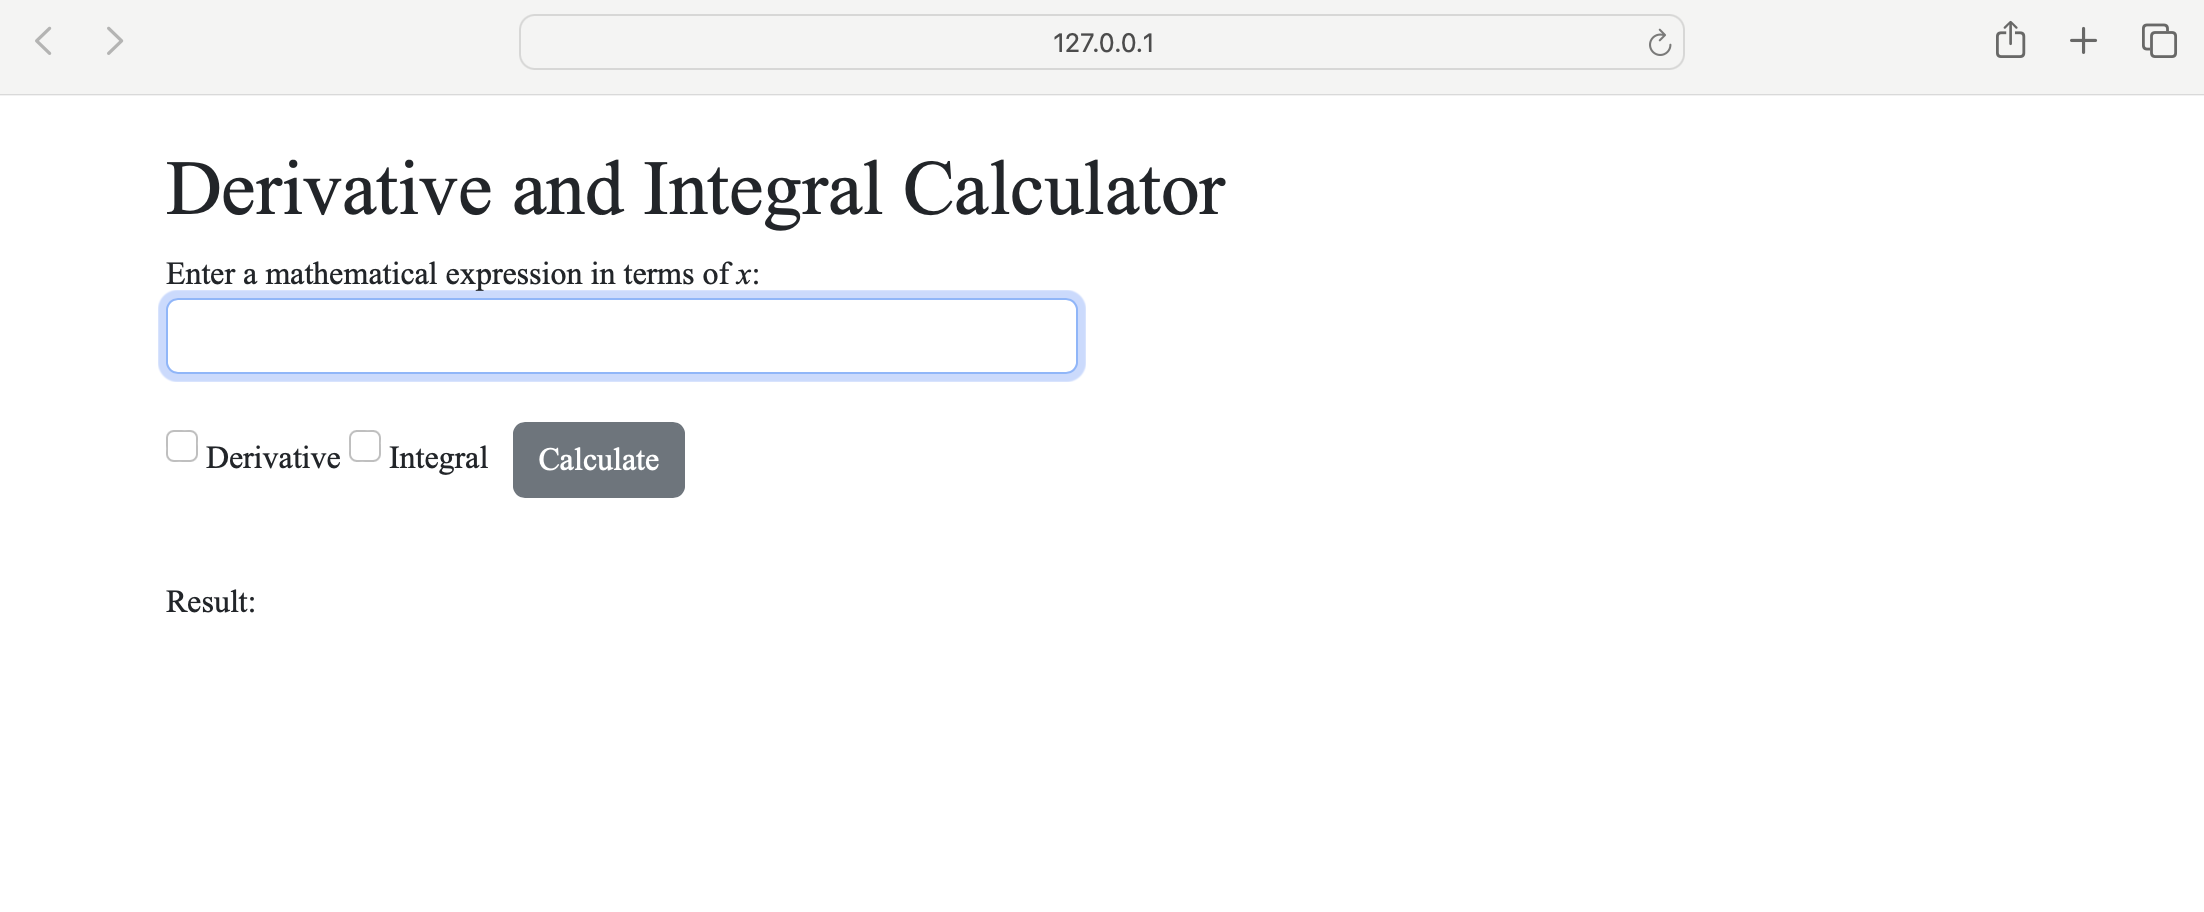 127.0.0.1
Derivative and Integral Calculator
Enter a mathematical expression in terms of x:
Derivative Integral Calculate
Result: